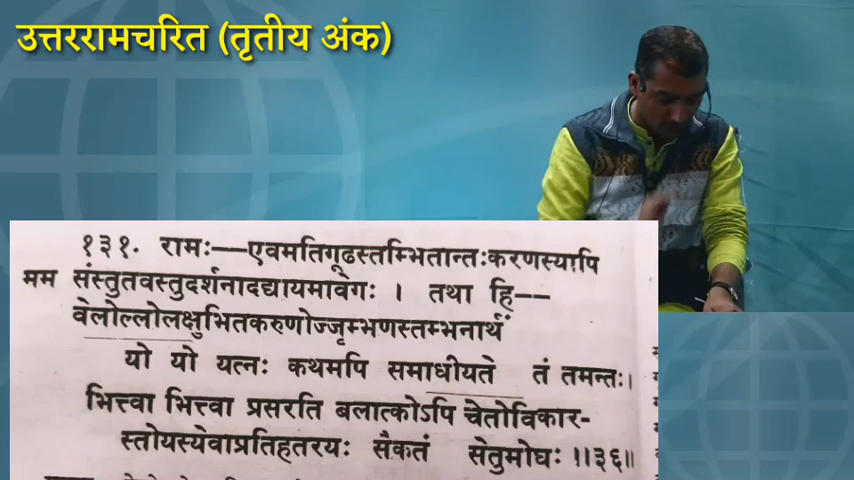 उत्तररामचरित (तृतीय अंक)
१३१. रामः—एवमतिगूढस्तम्भितान्तःकरणस्यापि
मम संस्तुतवस्तुदर्शनादद्यायमावेगः । तथा हि--
वेलोल्लोलक्षुभितकरुणोज्जृम्भणस्तम्भनार्थं
यो यो यत्नः कथमपि समाधीयते तं तमन्तः।
भित्त्वा भित्त्वा प्रसरति बलात्कोऽपि चेतोविकार-
स्तोयस्येवाप्रतिहतरयः सैकतं सेतुमोघः ।।३६॥